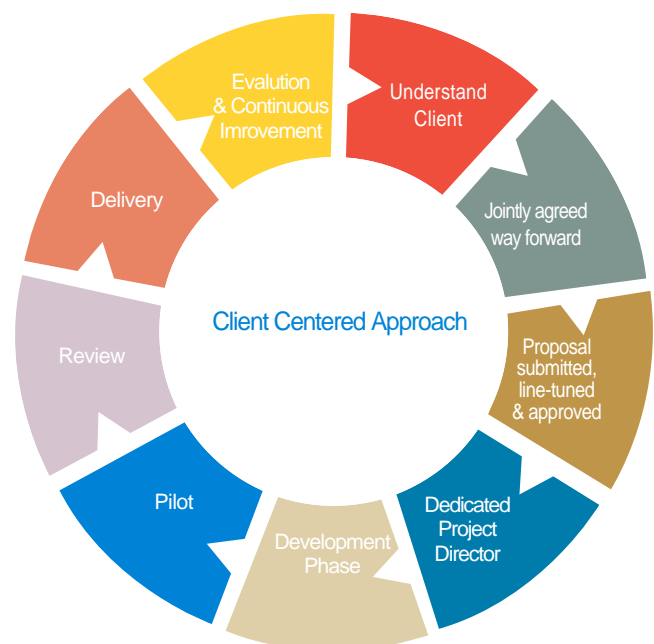 Understand
Client
Jointly agreed
way forward
Proposal
submitted,
line-tuned
& approved
Dedicated
Project
Director
Development
Phase
Pilot
Review
Delivery
Evalution
& Continuous
Imrovement
Client Centered Approach